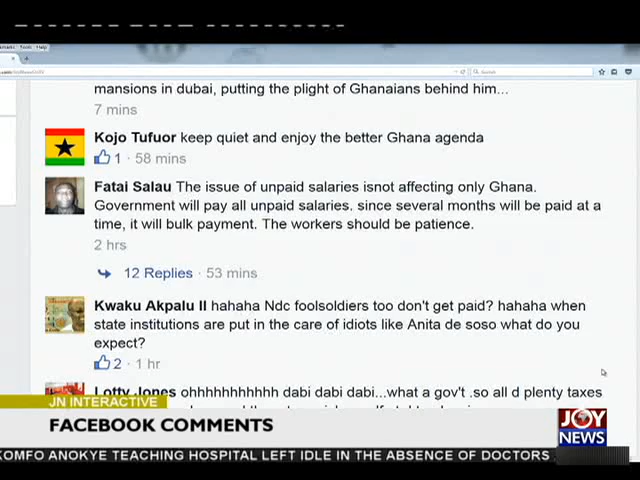 mansions in dubai, putting the plight of Ghanaians behind him...
7 mins
Kojo Tufuor keep quiet and enjoy the better Ghana agenda
1 · 58 mins
Fatai Salau The issue of unpaid salaries isnot affecting only Ghana.
Government will pay all unpaid salaries. since several months will be paid at a
time, it will bulk payment. The workers should be patience.
2 hrs
12 Replies · 53 mins
Kwaku Akpalu II hahaha Ndc foolsoldiers too don't get paid? hahaha when
state institutions are put in the care of idiots like Anita de soso what do you
expect?
2 · 1 hr
Lotty Jones ohhhhhhhhhhh dabi dabi dabi...what a gov't .so all d plenty taxes
JN INTERACTIVE
FACEBOOK COMMENTS
JOY
NEWS
KOMFO ANOKYE TEACHING HOSPITAL LEFT IDLE IN THE ABSENCE OF DOCTORS